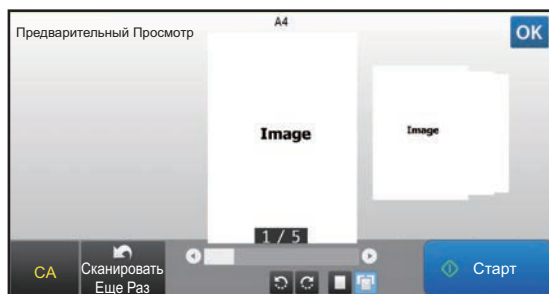 A4
Предварительный Просмотр
OK
Image
Image
1 / 5
CA
Сканировать
Еще Раз
Старт